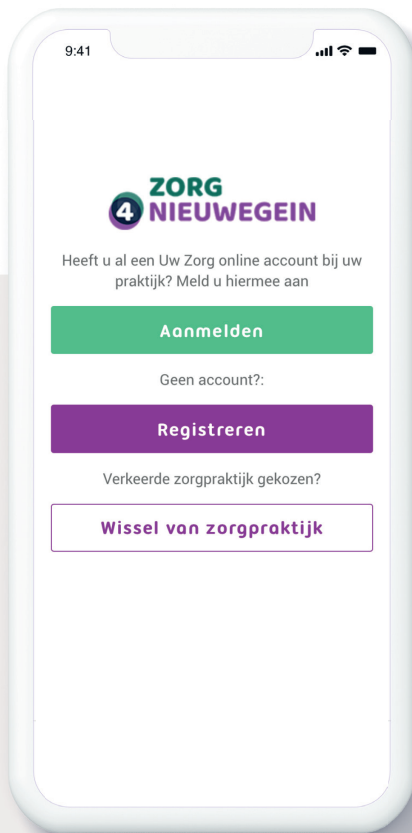 9:41
ZORG
4 NIEUWEGEIN
Heeft u al een Uw Zorg online account bij uw
praktijk? Meld u hiermee aan
Aanmelden
Geen account?:
Registreren
Verkeerde zorgpraktijk gekozen?
Wissel van zorgpraktijk